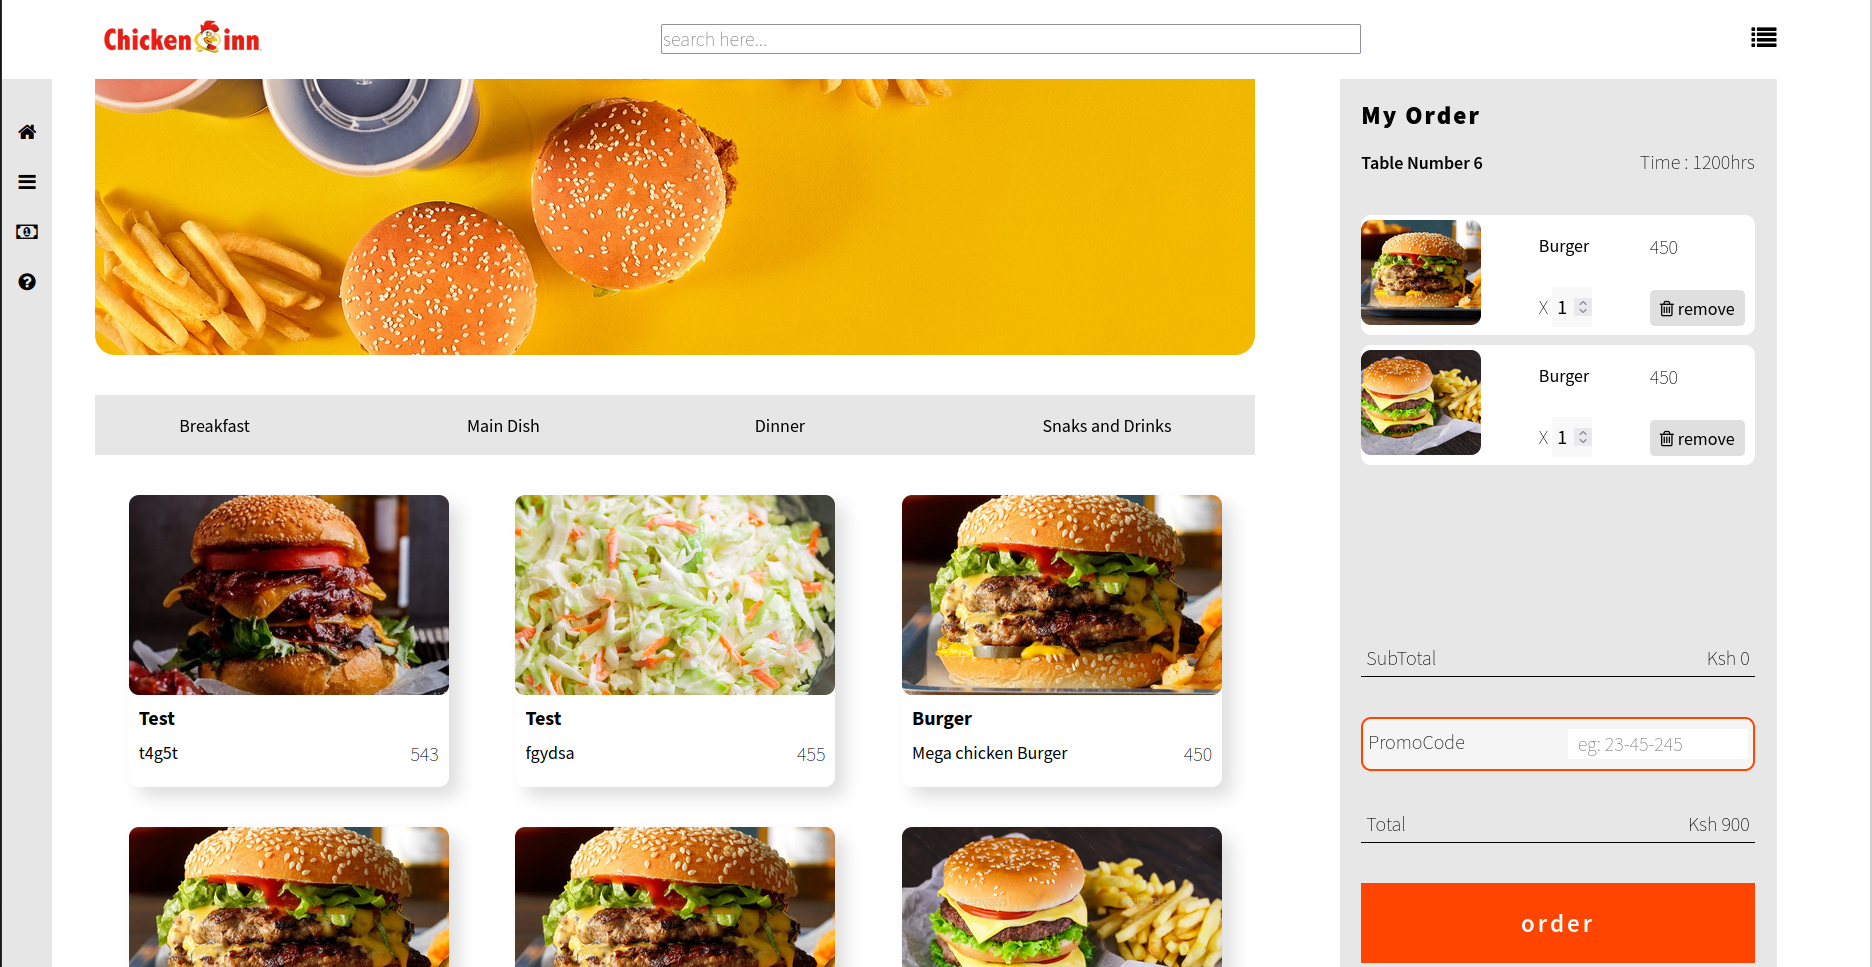 Chicken inn
search here...
My Order
Table Number 6
Time : 1200hrs
Burger
450
X 1
remove
Burger
450
X 1
remove
SubTotal
Ksh 0
PromoCode
eg: 23-45-245
Total
Ksh 900
order
Breakfast
Main Dish
Dinner
Snaks and Drinks
Test
t4g5t
543
Test
fgydsa
455
Burger
Mega chicken Burger
450